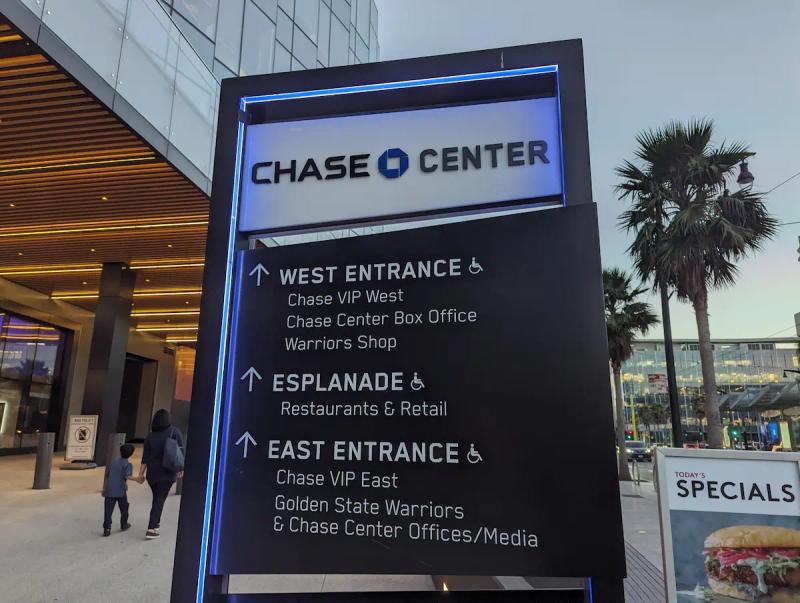 CHASE CENTER
WEST ENTRANCE
Chase VIP West
Chase Center Box Office
Warriors Shop
ESPLANADE
Restaurants & Retail
EAST ENTRANCE
Chase VIP East
Golden State Warriors
& Chase Center Offices/Media
TODAY'S
SPECIALS